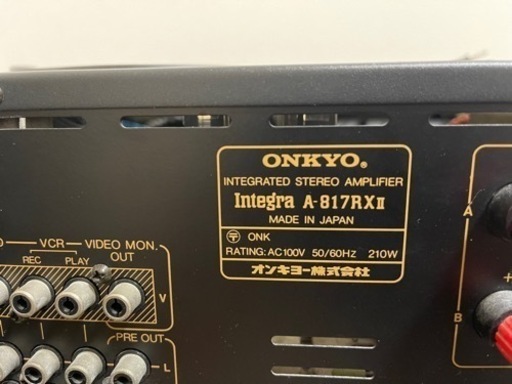 ONKYO®
INTEGRATED STEREO AMPLIFIER
Integra A-817RXII
MADE IN JAPAN
〒 ONK
RATING: AC100V 50/60HZ 210W
オンキヨー株式会社
VCR
VIDEO MON.
REC
PLAY
OUT
V
PRE OUT
L
A
B
+